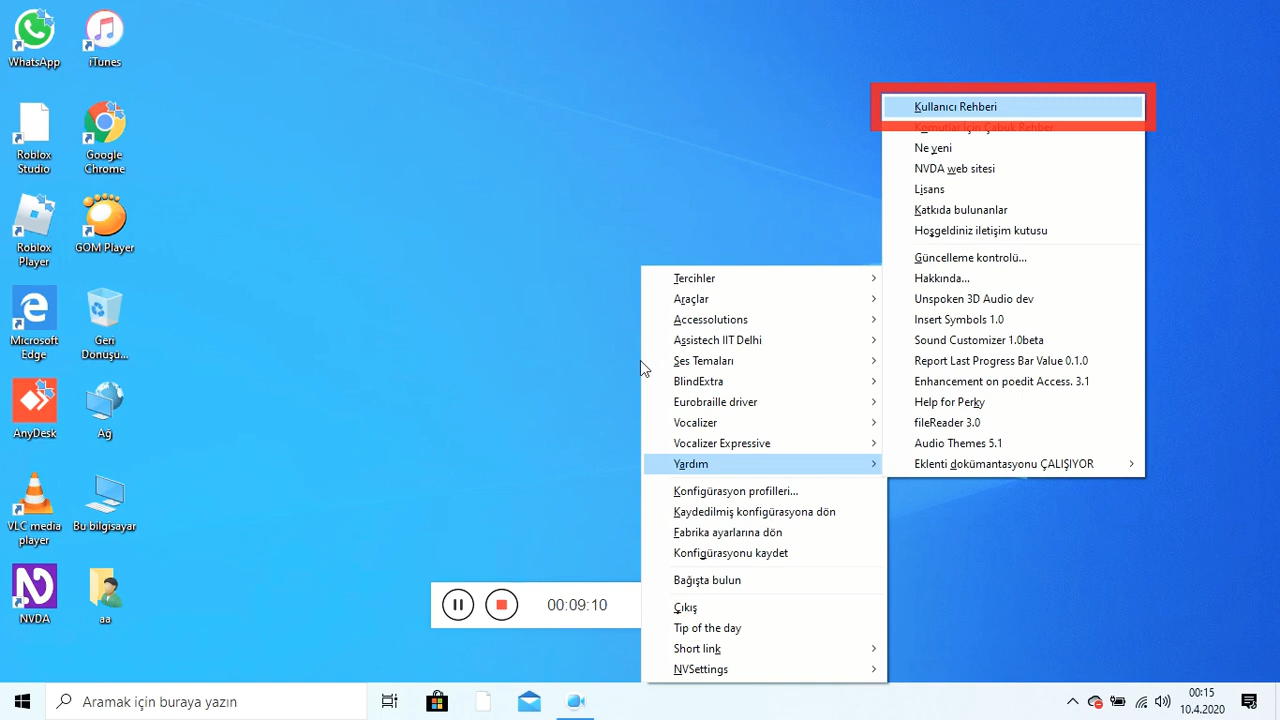 WhatsApp
iTunes
Roblox
Studio
Google
Chrome
Roblox
Player
GOM Player
Microsoft
Edge
Geri
Dönüşü...
AnyDesk
Ağ
VLC media
player
Bu bilgisayar
NVDA
aa
00:09:10
Tercihler
Araçlar
Accessolutions
Assistech IIT Delhi
Ses Temaları
BlindExtra
Eurobraille driver
Vocalizer
Vocalizer Expressive
Yardım
Konfigürasyon profilleri...
Kaydedilmiş konfigürasyona dön
Fabrika ayarlarına dön
Konfigürasyonu kaydet
Bağışta bulun
Çıkış
Tip of the day
Short link
NVSettings
Kullanıcı Rehberi
Komutlar İçin Çabuk Rehber
Ne yeni
NVDA web sitesi
Lisans
Katkıda bulunanlar
Hoşgeldiniz iletişim kutusu
Güncelleme kontrolü...
Hakkında...
Unspoken 3D Audio dev
Insert Symbols 1.0
Sound Customizer 1.0beta
Report Last Progress Bar Value 0.1.0
Enhancement on poedit Access. 3.1
Help for Perky
fileReader 3.0
Audio Themes 5.1
Eklenti dokümantasyonu ÇALIŞIYOR
Aramak için buraya yazın
00:15
10.4.2020